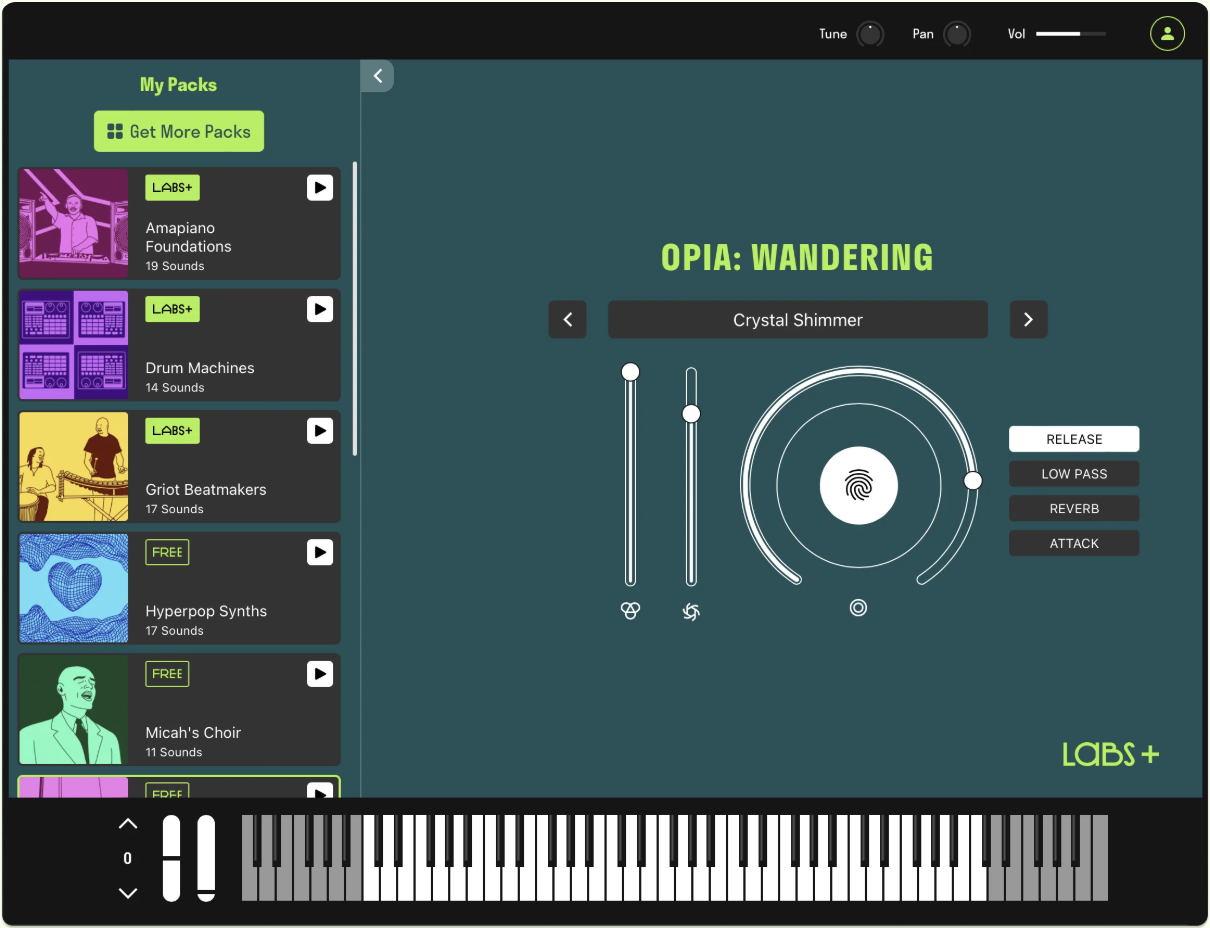 Tune
Pan
Vol
My Packs
Get More Packs
LABS+
Amapiano
Foundations
19 Sounds
LABS+
Drum Machines
14 Sounds
LABS+
Griot Beatmakers
17 Sounds
FREE
Hyperpop Synths
17 Sounds
FREE
Micah's Choir
11 Sounds
FREE
OPIA: WANDERING
Crystal Shimmer
RELEASE
LOW PASS
REVERB
ATTACK
LABS+
0